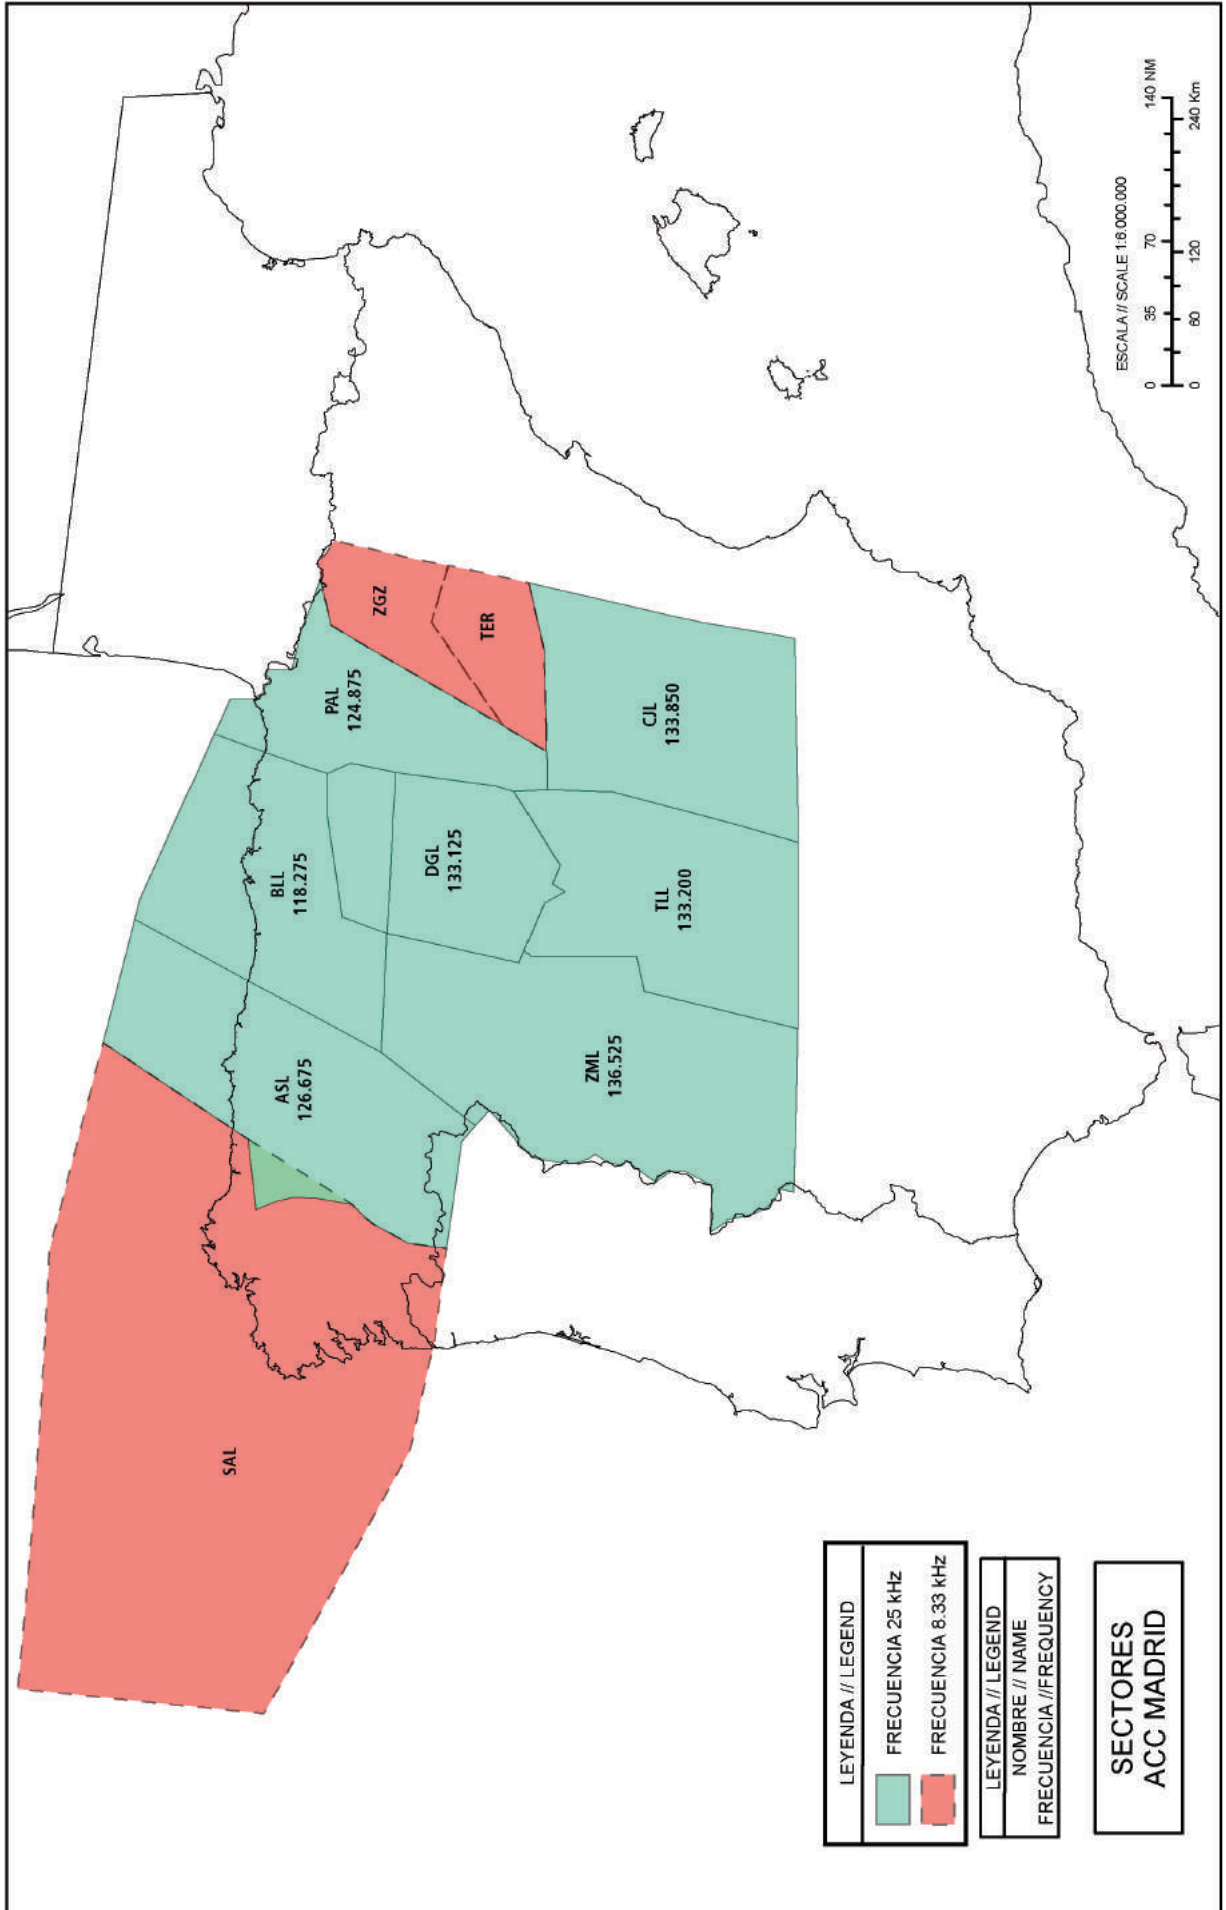 SAL
ASL
126.675
BLL
118.275
PAL
124.875
ZGZ
TER
DGL
133.125
ZML
136.525
TLL
133.200
CJL
133.850
LEYENDA // LEGEND
FRECUENCIA 25 kHz
FRECUENCIA 8.33 kHz
LEYENDA // LEGEND
NOMBRE // NAME
FRECUENCIA //FREQUENCY
SECTORES
ACC MADRID
ESCALA // SCALE 1:6.000.000
0 35 70 140 NM
0 60 120 240 Km